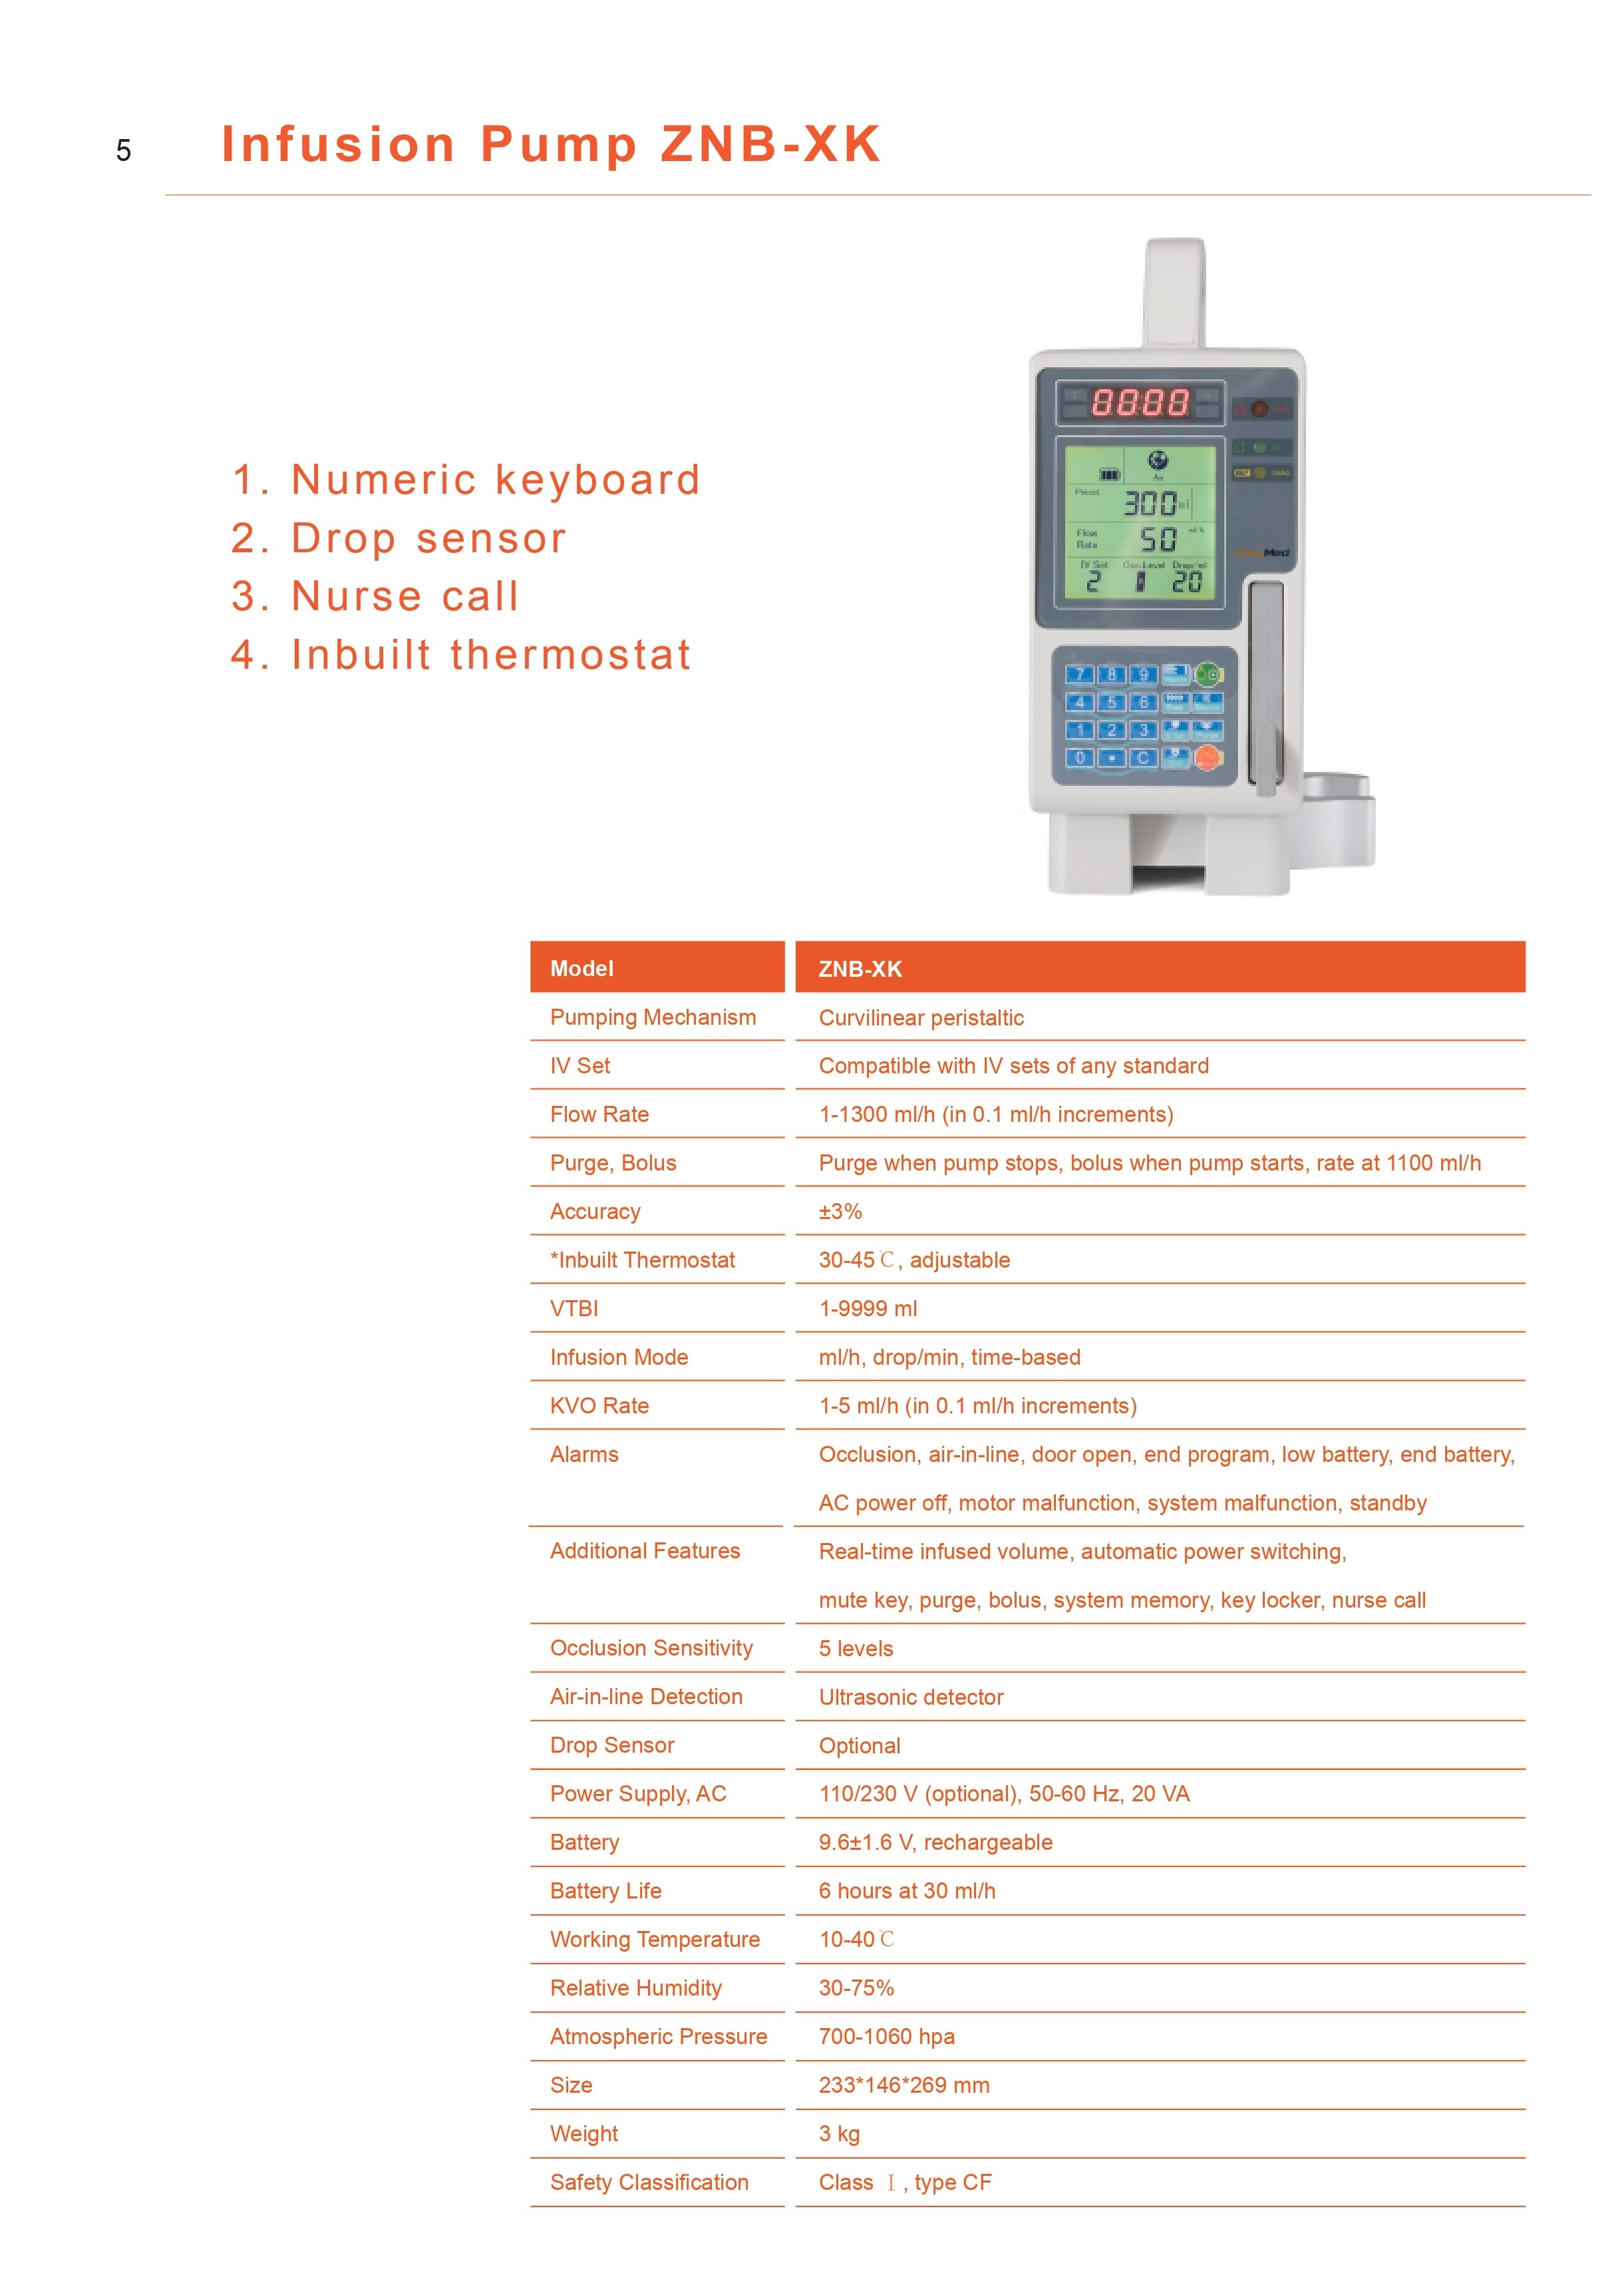 5
Infusion Pump ZNB-XK
1. Numeric keyboard
2. Drop sensor
3. Nurse call
4. Inbuilt thermostat
8888
Air
Preset 300 ml
Flow Rate 50 ml/h
IV Set Drop/ml
2 20
7 8 9
4 5 6
1 2 3
0 • C
Model ZNB-XK
Pumping Mechanism Curvilinear peristaltic
IV Set Compatible with IV sets of any standard
Flow Rate 1-1300 ml/h (in 0.1 ml/h increments)
Purge, Bolus Purge when pump stops, bolus when pump starts, rate at 1100 ml/h
Accuracy ±3%
*Inbuilt Thermostat 30-45℃, adjustable
VTBI 1-9999 ml
Infusion Mode ml/h, drop/min, time-based
KVO Rate 1-5 ml/h (in 0.1 ml/h increments)
Alarms Occlusion, air-in-line, door open, end program, low battery, end battery,
AC power off, motor malfunction, system malfunction, standby
Additional Features Real-time infused volume, automatic power switching,
mute key, purge, bolus, system memory, key locker, nurse call
Occlusion Sensitivity 5 levels
Air-in-line Detection Ultrasonic detector
Drop Sensor Optional
Power Supply, AC 110/230 V (optional), 50-60 Hz, 20 VA
Battery 9.6±1.6 V, rechargeable
Battery Life 6 hours at 30 ml/h
Working Temperature 10-40℃
Relative Humidity 30-75%
Atmospheric Pressure 700-1060 hpa
Size 233*146*269 mm
Weight 3 kg
Safety Classification Class Ⅰ, type CF